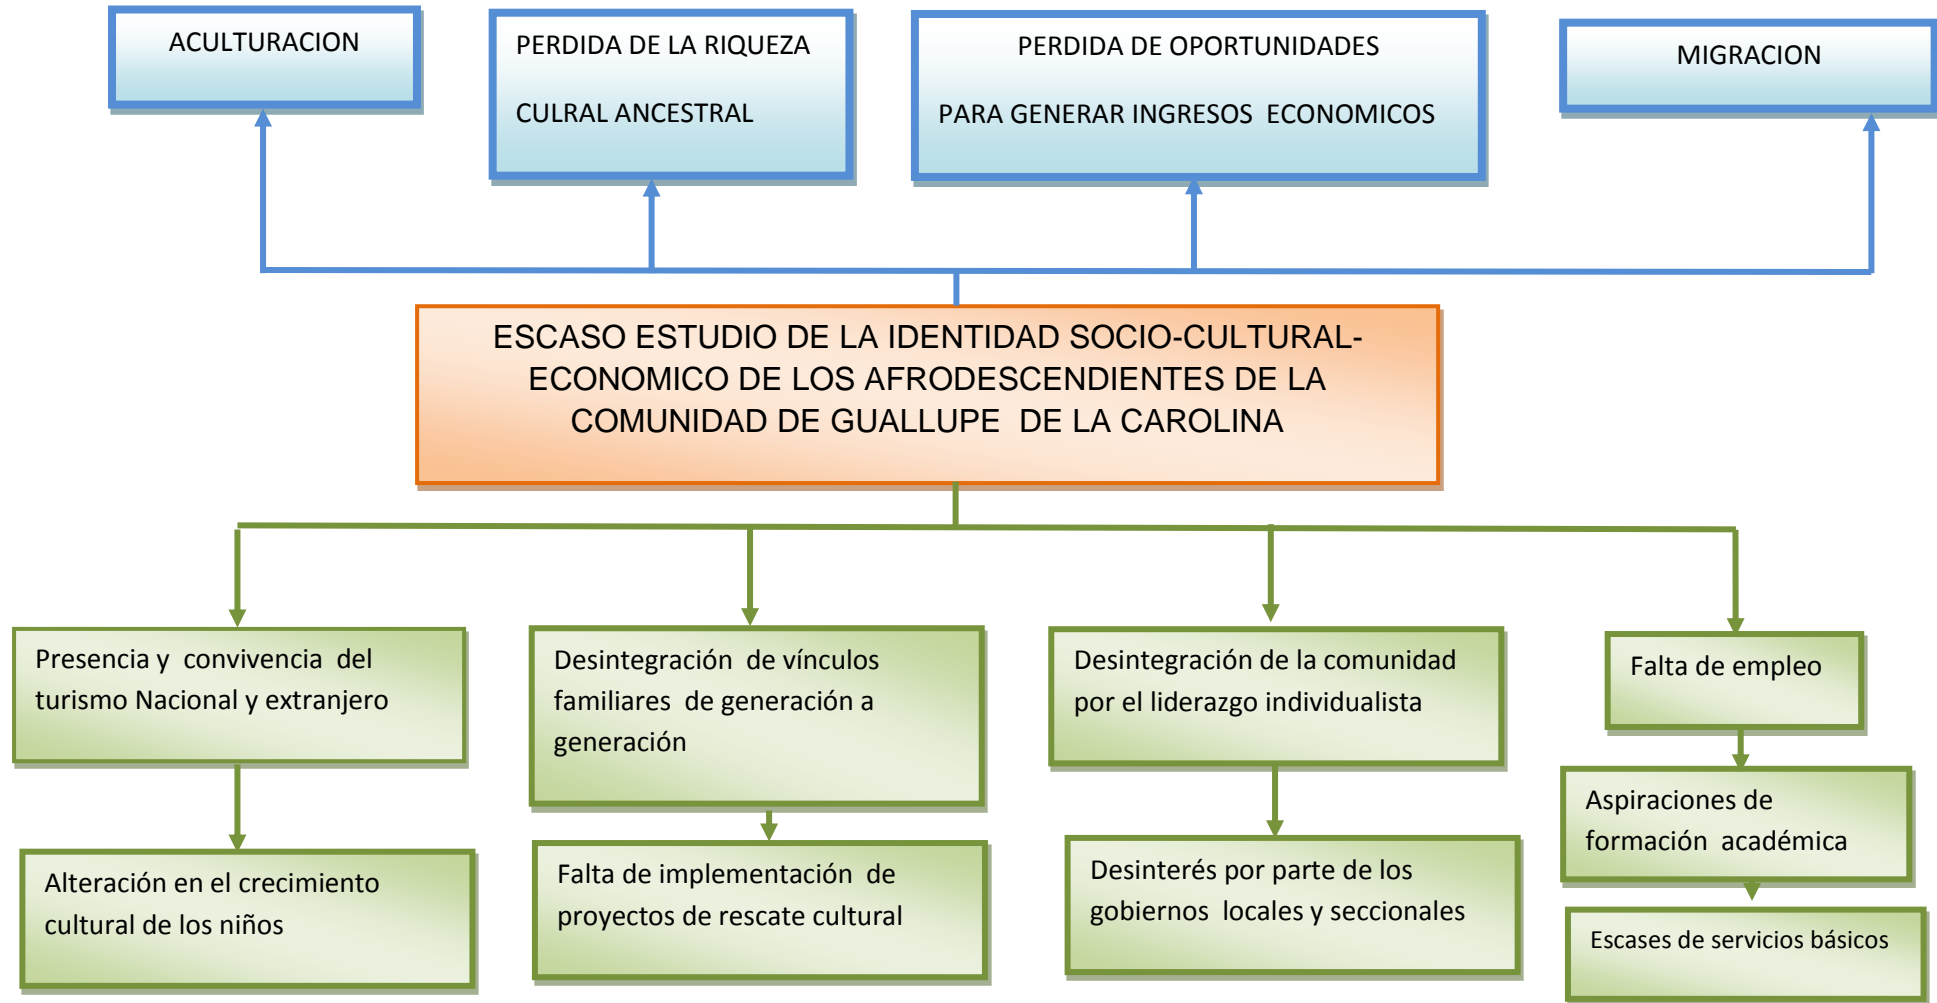 ACULTURACION
PERDIDA DE LA RIQUEZA
CULRAL ANCESTRAL
PERDIDA DE OPORTUNIDADES
PARA GENERAR INGRESOS ECONOMICOS
MIGRACION
ESCASO ESTUDIO DE LA IDENTIDAD SOCIO-CULTURAL-
ECONOMICO DE LOS AFRODESCENDIENTES DE LA
COMUNIDAD DE GUALLUPE DE LA CAROLINA
Presencia y convivencia del
turismo Nacional y extranjero
Desintegración de vínculos
familiares de generación a
generación
Desintegración de la comunidad
por el liderazgo individualista
Falta de empleo
Aspiraciones de
formación académica
Alteración en el crecimiento
cultural de los niños
Falta de implementación de
proyectos de rescate cultural
Desinterés por parte de los
gobiernos locales y seccionales
Escases de servicios básicos